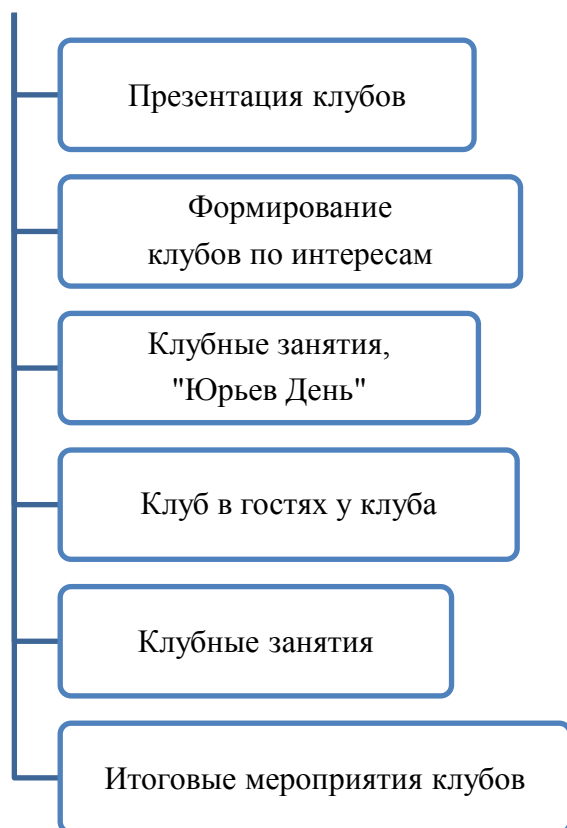 Презентация клубов
Формирование
клубов по интересам
Клубные занятия,
"Юрьев День"
Клуб в гостях у клуба
Клубные занятия
Итоговые мероприятия клубов